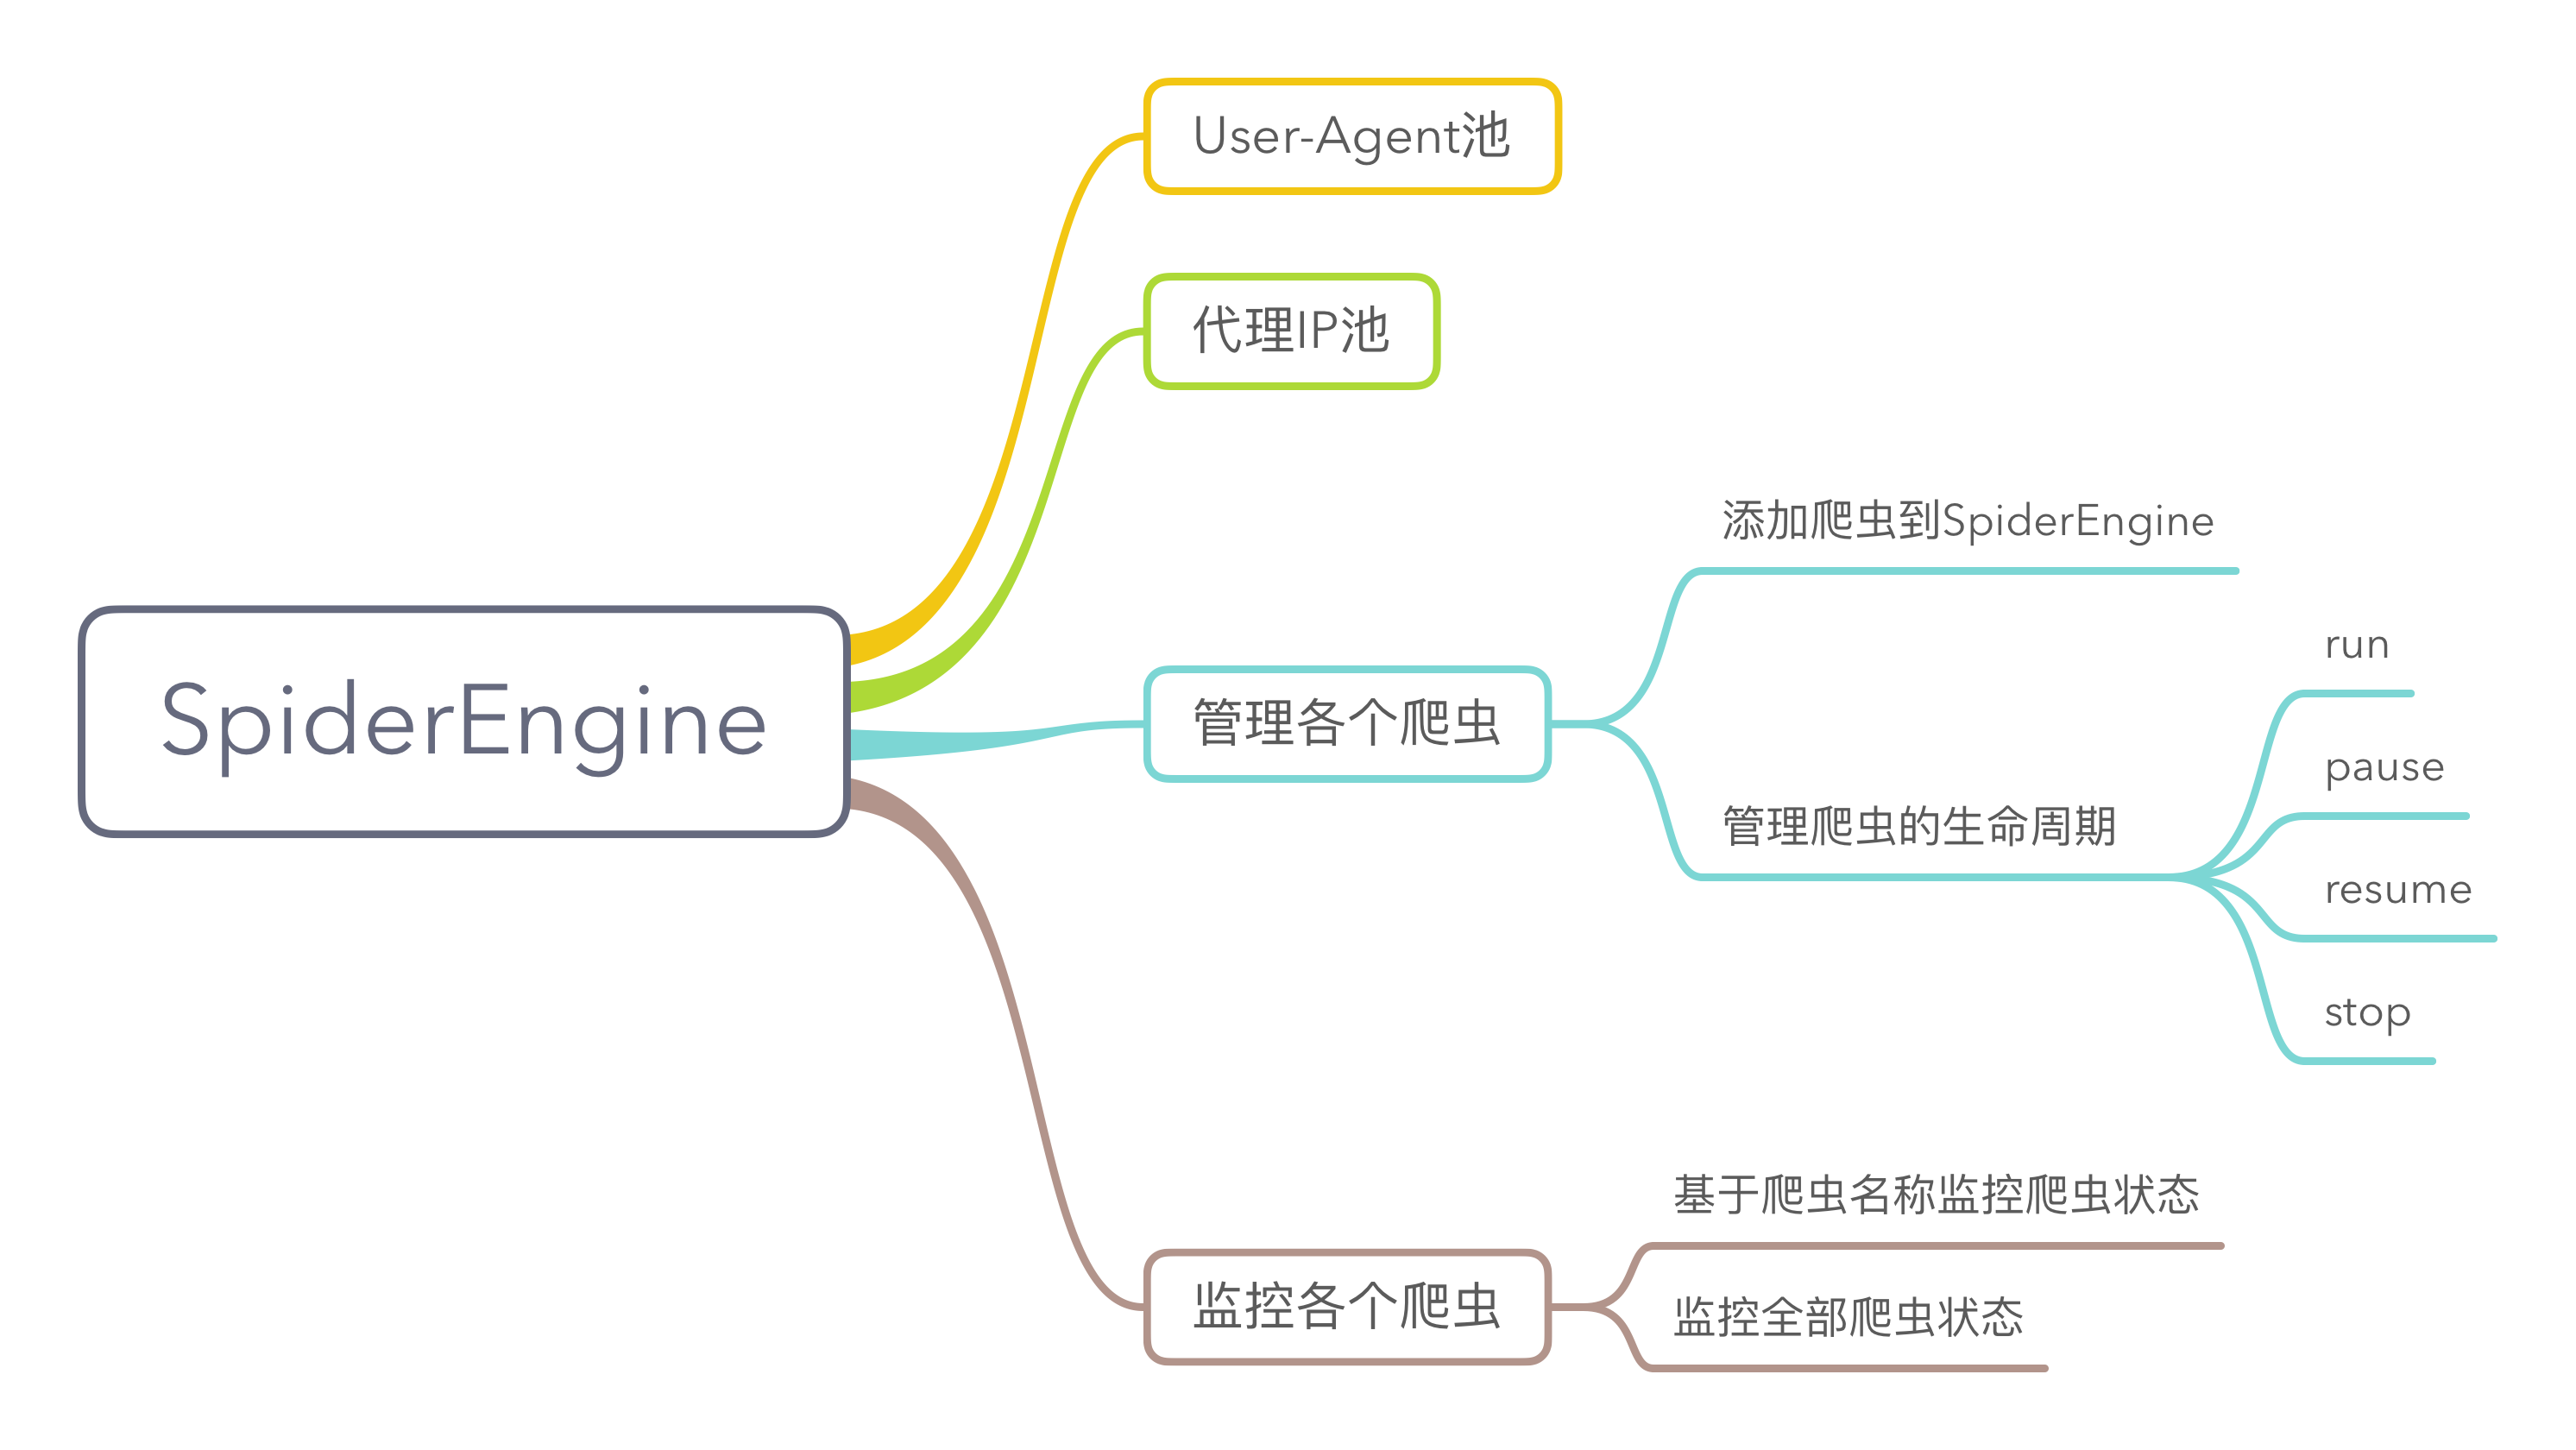 SpiderEngine
User-Agent池
代理IP池
管理各个爬虫
添加爬虫到SpiderEngine
管理爬虫的生命周期
run
pause
resume
stop
监控各个爬虫
基于爬虫名称监控爬虫状态
监控全部爬虫状态